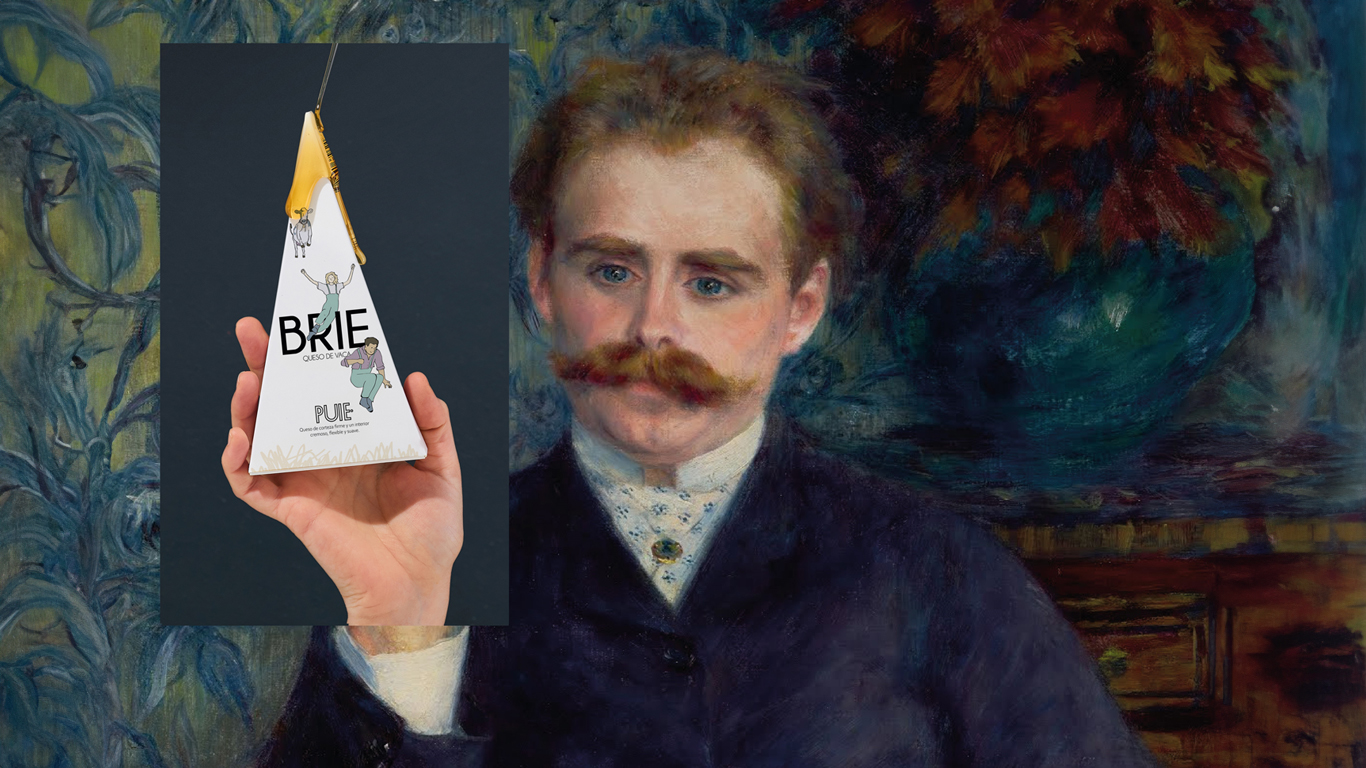 BRIE
QUESO DE VACA
PUIE
Queso de corteza firme y un interior
cremoso, flexible y suave.